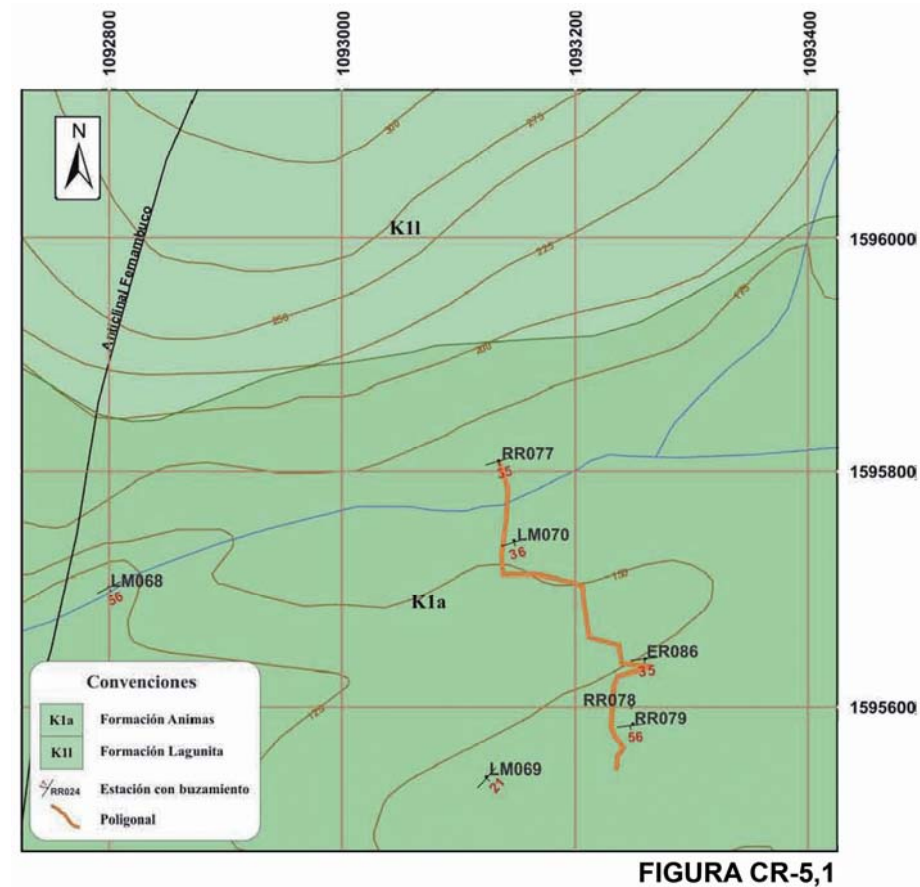 1092800
1093000
1093200
1093400
N
300
275
K1l
1596000
225
Anticlinal Fernambuco
175
250
200
RR077
1595800
35
LM070
36
LM068
56
150
K1a
ER086
35
Convenciones
RR078
1595600
K1a Formación Animas
125
RR079
56
K1l Formación Lagunita
LM069
21
RR024 Estación con buzamiento
Poligonal
FIGURA CR-5,1